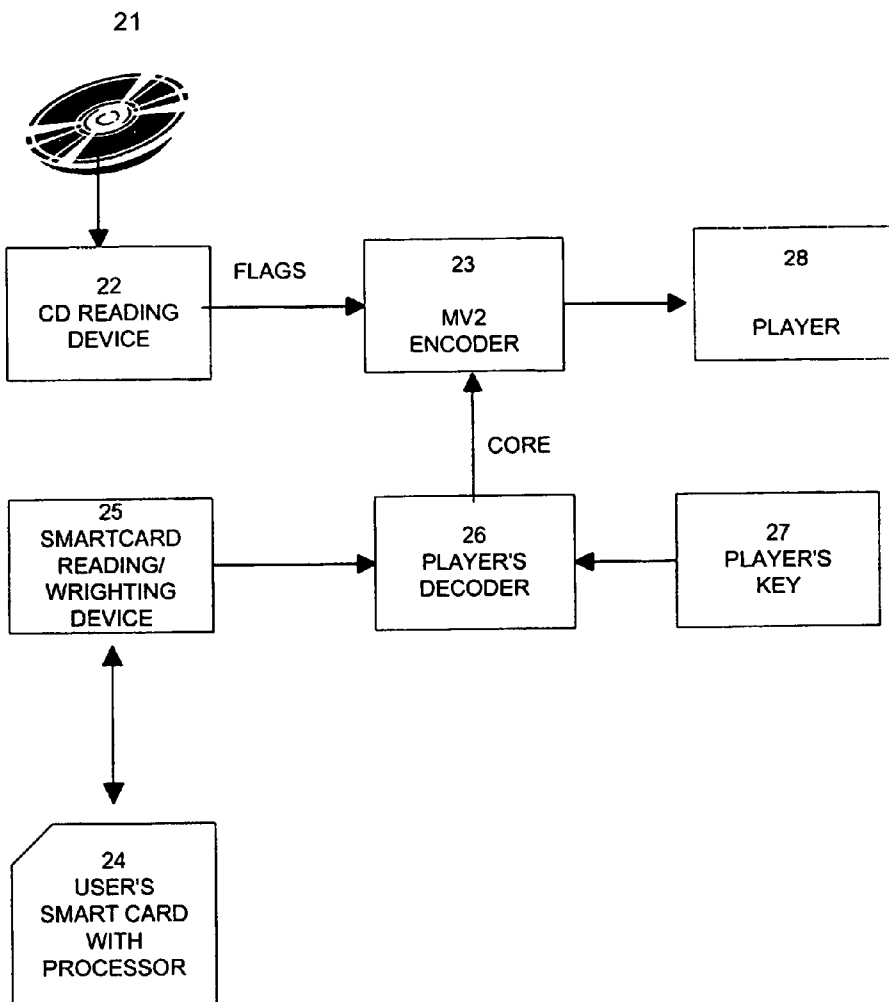 21
22
CD READING
DEVICE
FLAGS
23
MV2
ENCODER
28
PLAYER
CORE
25
SMARTCARD
READING/
WRIGHTING
DEVICE
26
PLAYER'S
DECODER
27
PLAYER'S
KEY
24
USER'S
SMART CARD
WITH
PROCESSOR